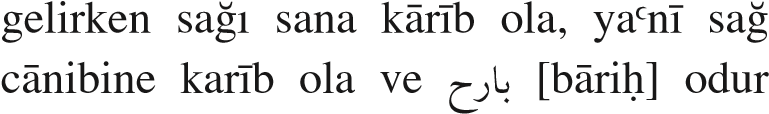 gelirken sağı sana kārīb ola, yaʿnī sağ
cānibine karīb ola ve بارح [bāriḥ] odur